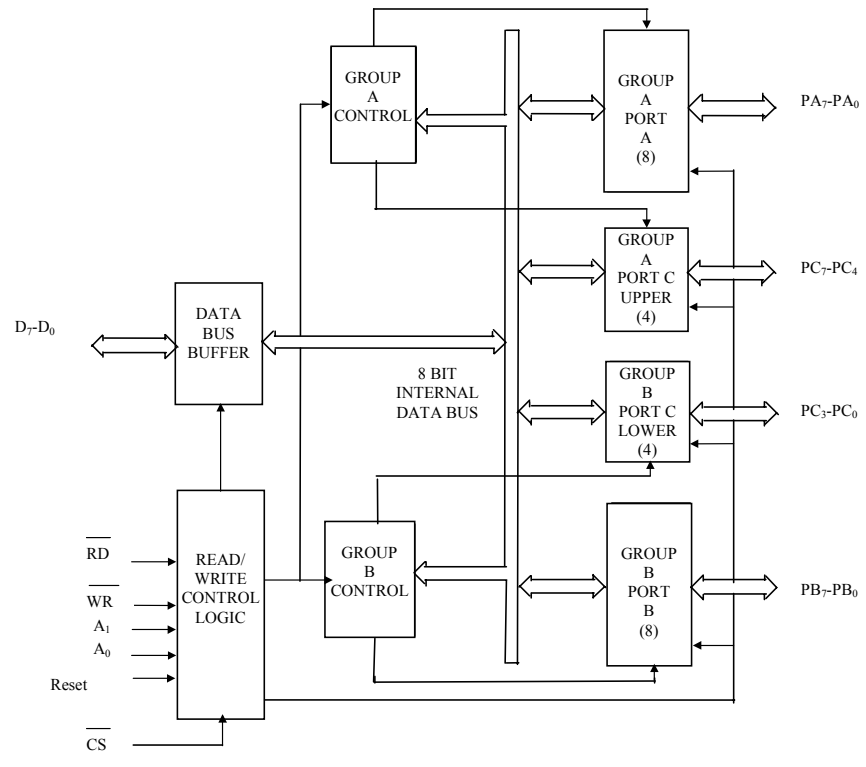 GROUP
A
CONTROL
GROUP
A
PORT
A
(8)
PA₇-PA₀
GROUP
A
PORT C
UPPER
(4)
PC₇-PC₄
D₇-D₀
DATA
BUS
BUFFER
8 BIT
INTERNAL
DATA BUS
GROUP
B
PORT C
LOWER
(4)
PC₃-PC₀
RD
WR
A₁
A₀
Reset
CS
READ/
WRITE
CONTROL
LOGIC
GROUP
B
CONTROL
GROUP
B
PORT
B
(8)
PB₇-PB₀